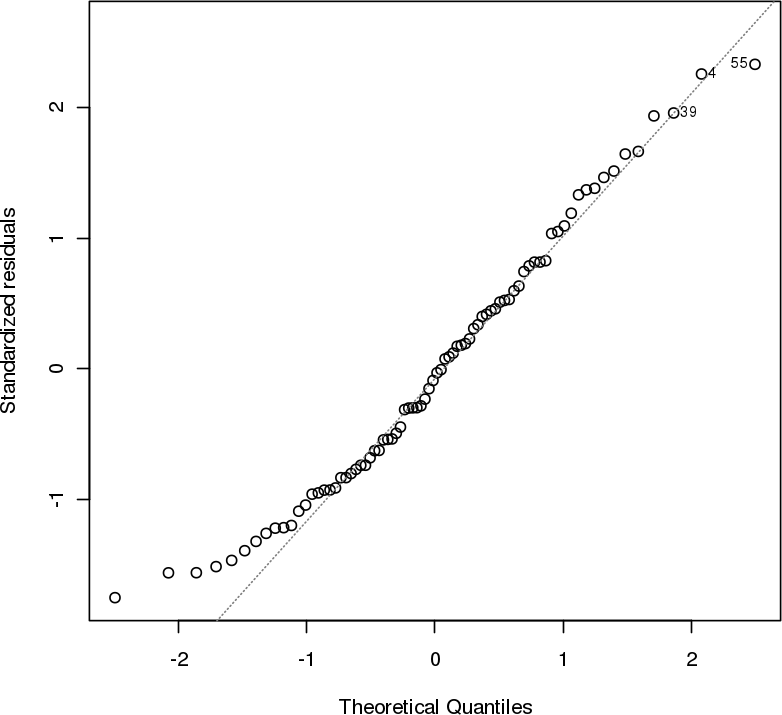 55
4
2
39
1
0
-1
Standardized residuals
-2 -1 0 1 2
Theoretical Quantiles